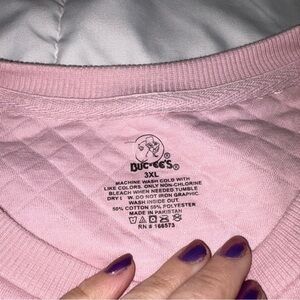 BUC-EE'S®
3XL
MACHINE WASH COLD WITH
LIKE COLORS. ONLY NON-CHLORINE
BLEACH WHEN NEEDED TUMBLE
DRY LOW. DO NOT IRON GRAPHIC
WASH INSIDE OUT
50% COTTON 50% POLYESTER
MADE IN PAKISTAN
RN # 166573